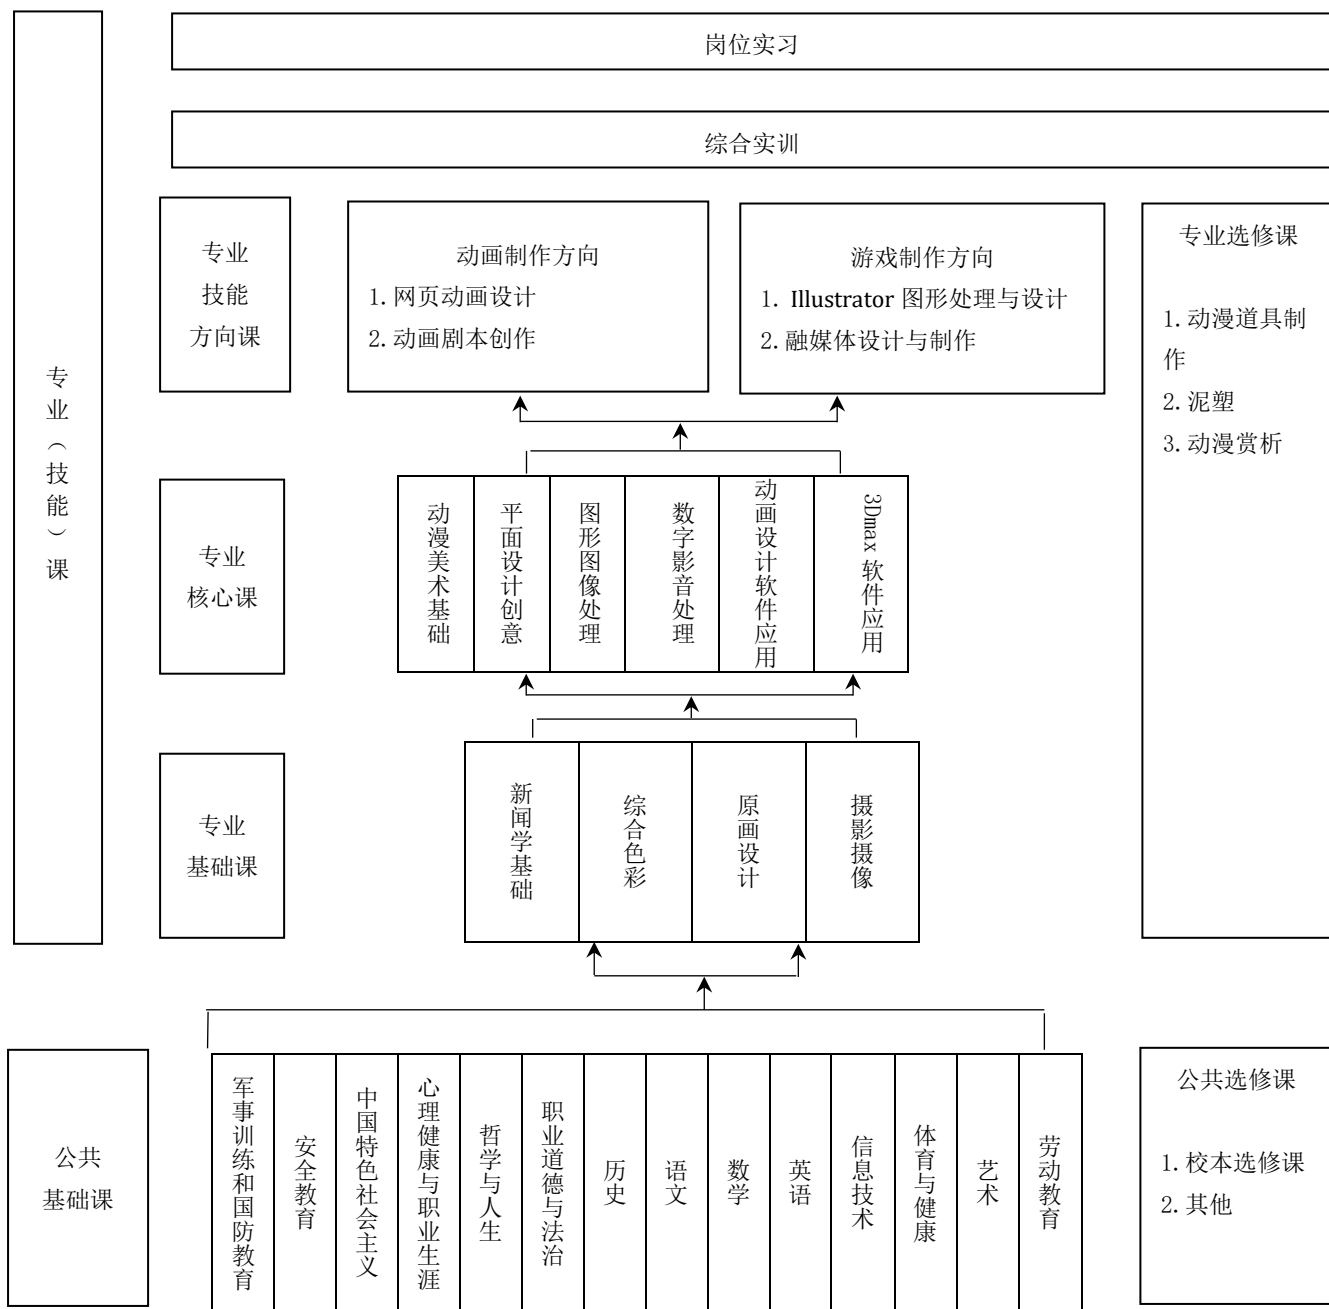 岗位实习
综合实训
专业（技能）课
专业
技能
方向课
动画制作方向
1.网页动画设计
2.动画剧本创作
游戏制作方向
1. Illustrator 图形处理与设计
2.融媒体设计与制作
专业选修课
1.动漫道具制
作
2.泥塑
3.动漫赏析
专业
核心课
动漫美术基础
平面设计创意
图形图像处理
数字影音处理
动画设计软件应用
3Dmax 软件应用
专业
基础课
新闻学基础
综合色彩
原画设计
摄影摄像
公共
基础课
军事训练和国防教育
安全教育
中国特色社会主义
心理健康与职业生涯
哲学与人生
职业道德与法治
历史
语文
数学
英语
信息技术
体育与健康
艺术
劳动教育
公共选修课
1.校本选修课
2.其他